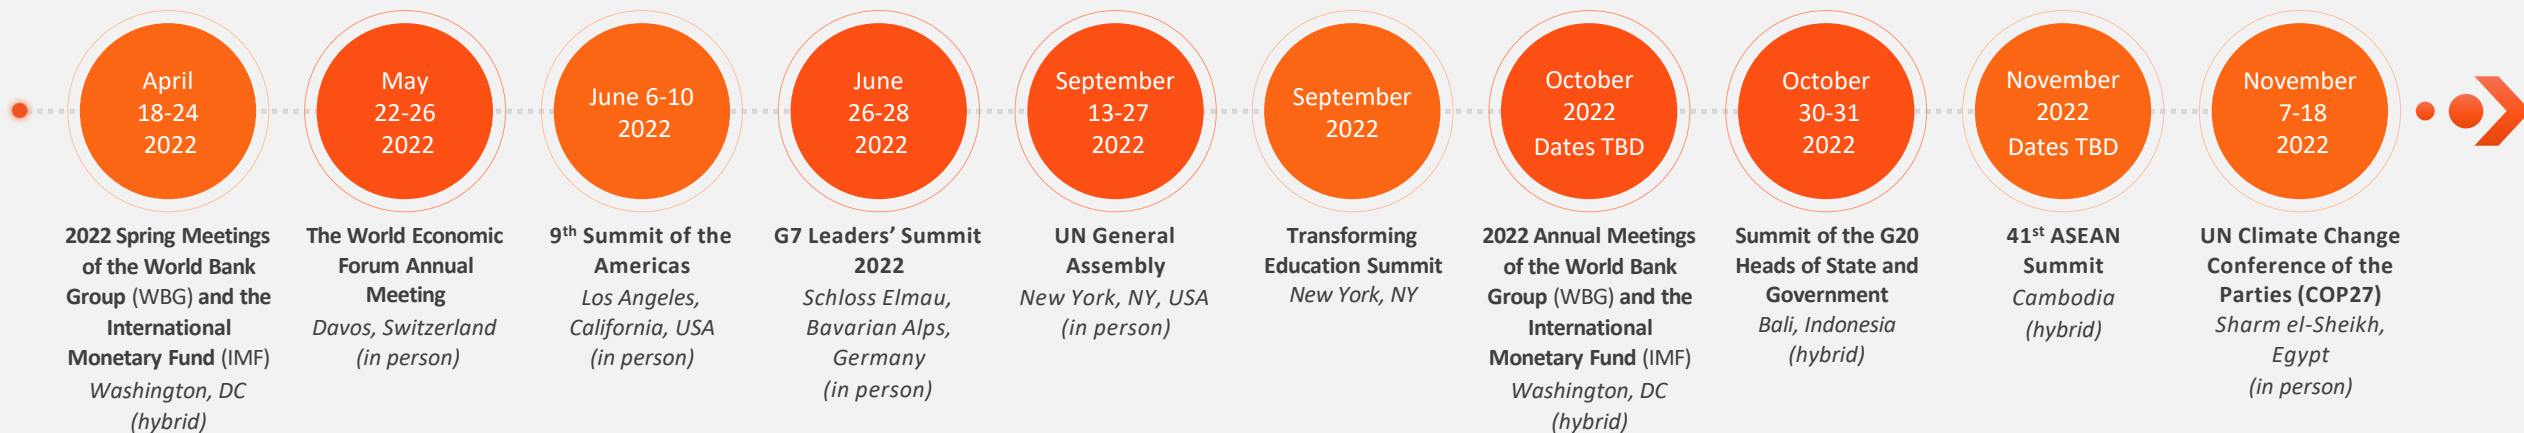 April
18-24
2022
2022 Spring Meetings
of the World Bank
Group (WBG) and the
International
Monetary Fund (IMF)
Washington, DC
(hybrid)
May
22-26
2022
The World Economic
Forum Annual
Meeting
Davos, Switzerland
(in person)
June 6-10
2022
9th Summit of the
Americas
Los Angeles,
California, USA
(in person)
June
26-28
2022
G7 Leaders’ Summit
2022
Schloss Elmau,
Bavarian Alps,
Germany
(in person)
September
13-27
2022
UN General
Assembly
New York, NY, USA
(in person)
September
2022
Transforming
Education Summit
New York, NY
October
2022
Dates TBD
2022 Annual Meetings
of the World Bank
Group (WBG) and the
International
Monetary Fund (IMF)
Washington, DC
(hybrid)
October
30-31
2022
Summit of the G20
Heads of State and
Government
Bali, Indonesia
(hybrid)
November
2022
Dates TBD
41st ASEAN
Summit
Cambodia
(hybrid)
November
7-18
2022
UN Climate Change
Conference of the
Parties (COP27)
Sharm el-Sheikh,
Egypt
(in person)